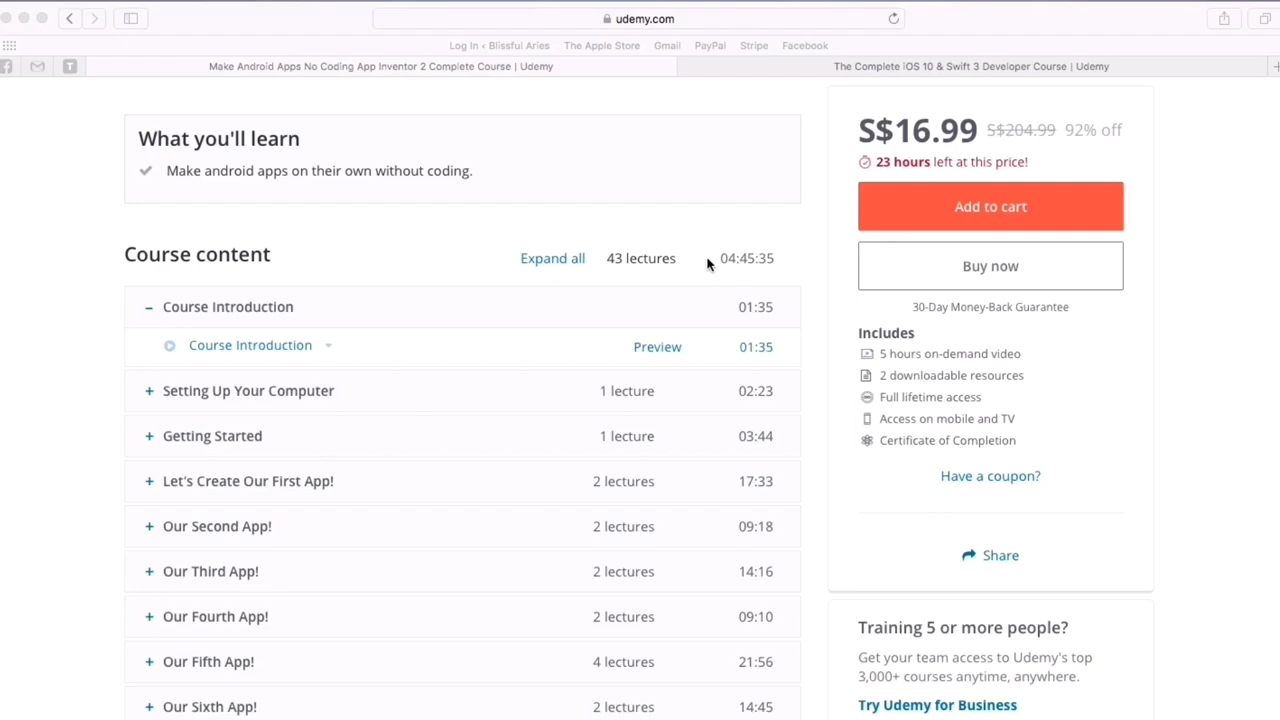 udemy.com
Log In ‹ Blissful Aries The Apple Store Gmail PayPal Stripe Facebook
T Make Android Apps No Coding App Inventor 2 Complete Course | Udemy The Complete iOS 10 & Swift 3 Developer Course | Udemy
What you'll learn
Make android apps on their own without coding.
Course content Expand all 43 lectures 04:45:35
– Course Introduction 01:35
Course Introduction Preview 01:35
+ Setting Up Your Computer 1 lecture 02:23
+ Getting Started 1 lecture 03:44
+ Let's Create Our First App! 2 lectures 17:33
+ Our Second App! 2 lectures 09:18
+ Our Third App! 2 lectures 14:16
+ Our Fourth App! 2 lectures 09:10
+ Our Fifth App! 4 lectures 21:56
+ Our Sixth App! 2 lectures 14:45
S$16.99 S$204.99 92% off
23 hours left at this price!
Add to cart
Buy now
30-Day Money-Back Guarantee
Includes
5 hours on-demand video
2 downloadable resources
Full lifetime access
Access on mobile and TV
Certificate of Completion
Have a coupon?
Share
Training 5 or more people?
Get your team access to Udemy's top
3,000+ courses anytime, anywhere.
Try Udemy for Business